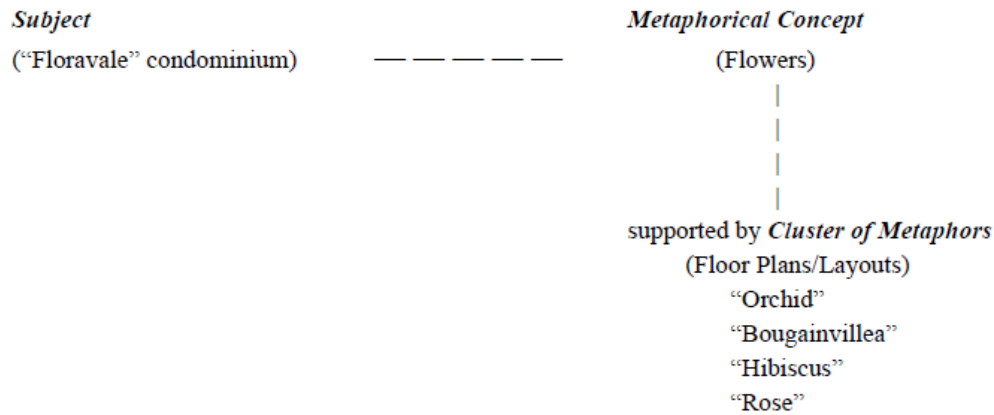 Subject Metaphorical Concept
(“Floravale” condominium) — — — — — (Flowers)
supported by Cluster of Metaphors
(Floor Plans/Layouts)
“Orchid”
“Bougainvillea”
“Hibiscus”
“Rose”